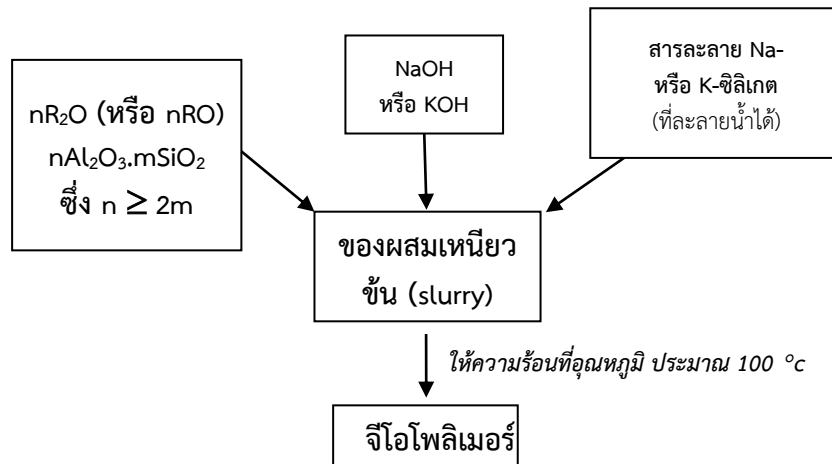 nR₂O (หรือ nRO)
nAl₂O₃.mSiO₂
ซึ่ง n ≥ 2m
NaOH
หรือ KOH
สารละลาย Na-
หรือ K-ซิลิเกต
(ที่ละลายน้ำได้)
ของผสมเหนียว
ข้น (slurry)
ให้ความร้อนที่อุณหภูมิ ประมาณ 100 °c
จีโอโพลิเมอร์